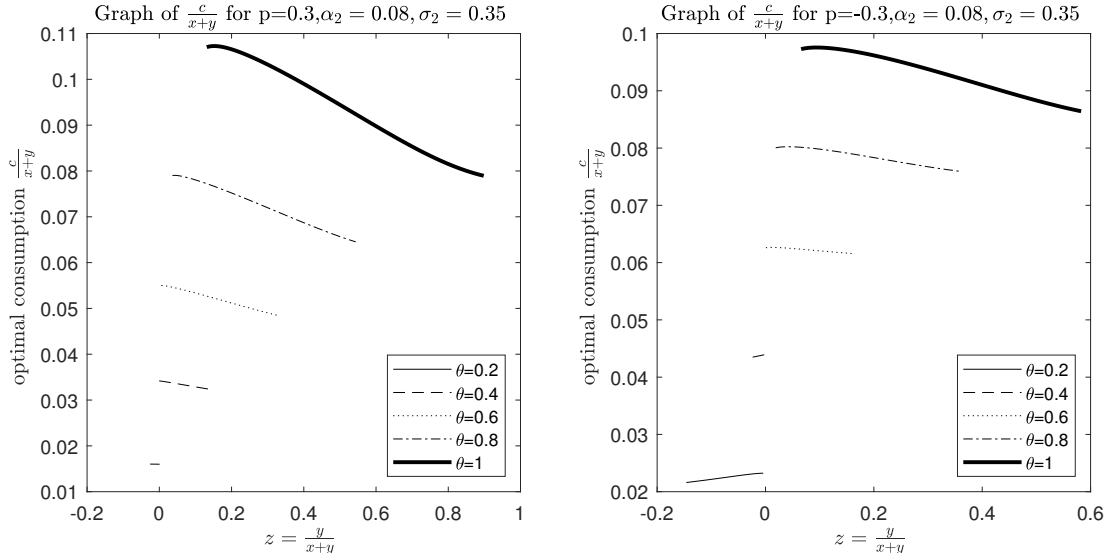 Graph of c/(x+y) for p=0.3,α₂ = 0.08, σ₂ = 0.35
optimal consumption c/(x+y)
0.11
0.1
0.09
0.08
0.07
0.06
0.05
0.04
0.03
0.02
0.01
-0.2 0 0.2 0.4 0.6 0.8 1
z = y/(x+y)
θ=0.2
θ=0.4
θ=0.6
θ=0.8
θ=1
Graph of c/(x+y) for p=-0.3,α₂ = 0.08, σ₂ = 0.35
optimal consumption c/(x+y)
0.1
0.09
0.08
0.07
0.06
0.05
0.04
0.03
0.02
-0.2 0 0.2 0.4 0.6
z = y/(x+y)
θ=0.2
θ=0.4
θ=0.6
θ=0.8
θ=1